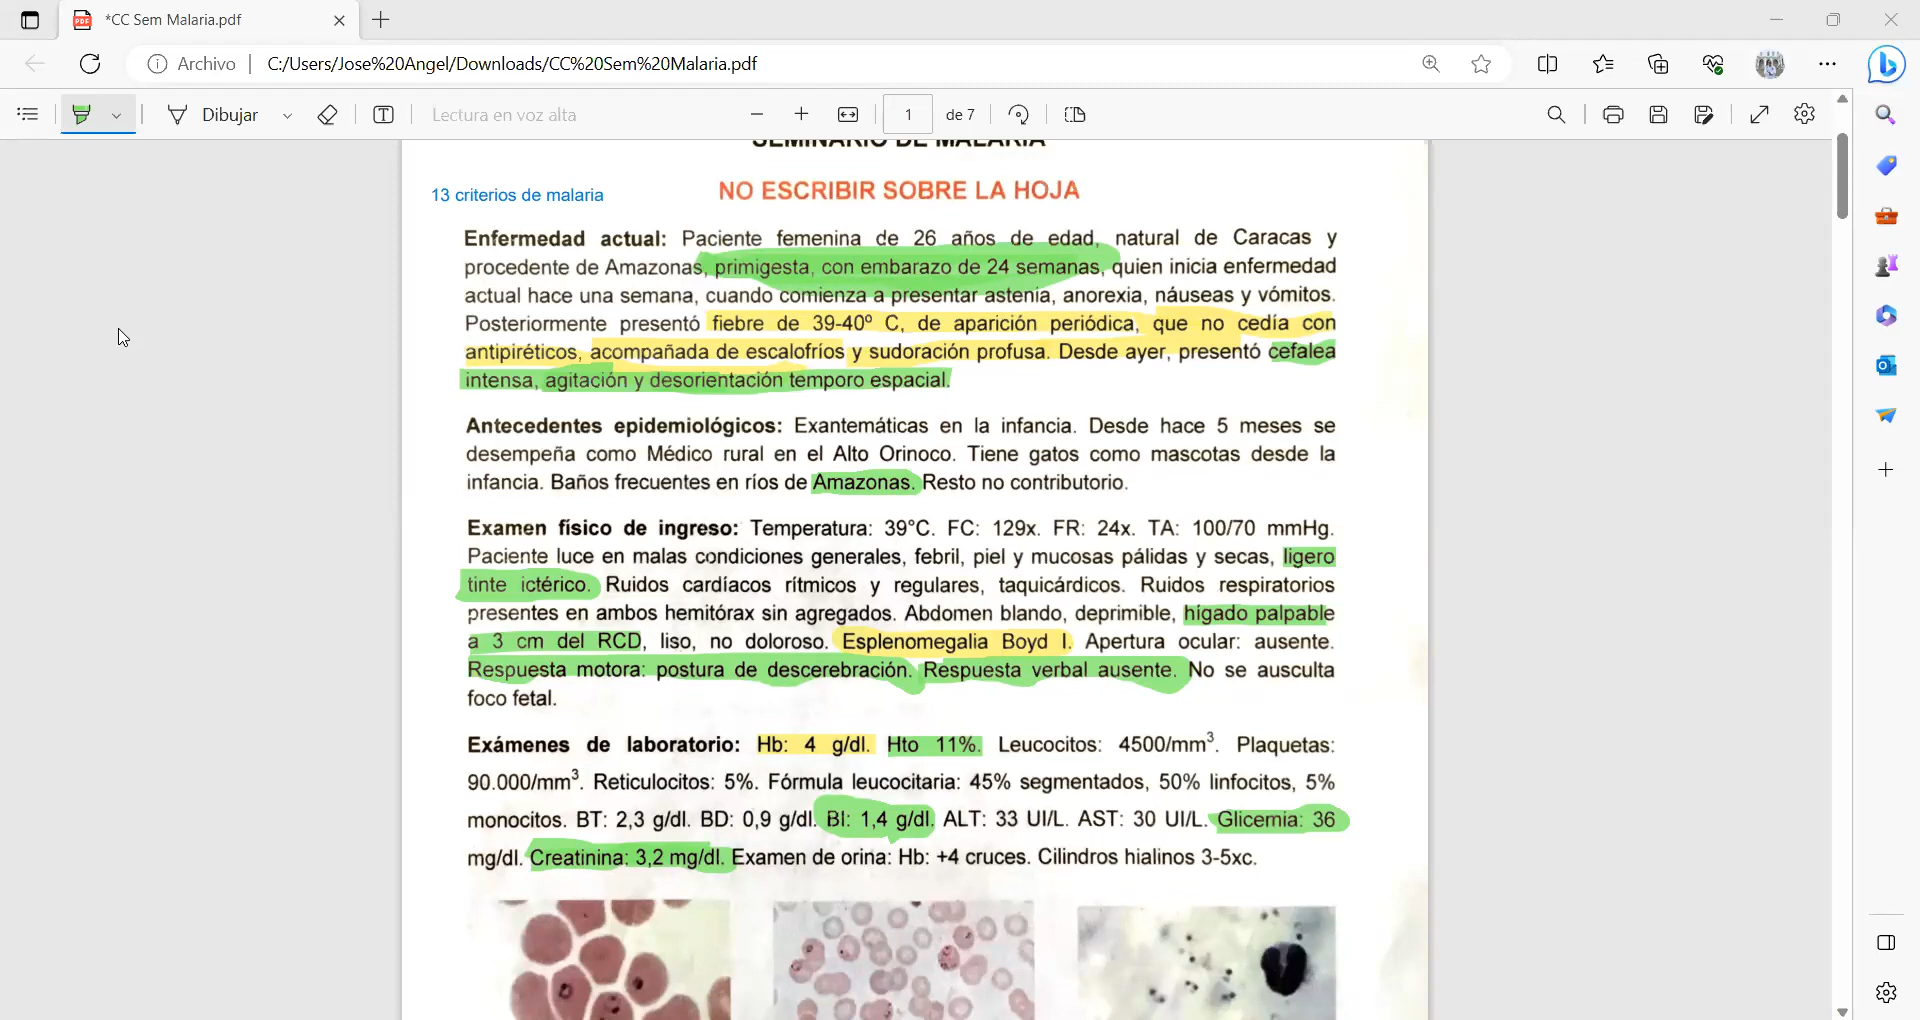 *CC Sem Malaria.pdf
Archivo | C:/Users/Jose%20Angel/Downloads/CC%20Sem%20Malaria.pdf
Dibujar Lectura en voz alta 1 de 7
SEMINARIO DE MALARIA
13 criterios de malaria NO ESCRIBIR SOBRE LA HOJA
Enfermedad actual: Paciente femenina de 26 años de edad, natural de Caracas y
procedente de Amazonas, primigesta, con embarazo de 24 semanas, quien inicia enfermedad
actual hace una semana, cuando comienza a presentar astenia, anorexia, náuseas y vómitos.
Posteriormente presentó fiebre de 39-40º C, de aparición periódica, que no cedía con
antipiréticos, acompañada de escalofríos y sudoración profusa. Desde ayer, presentó cefalea
intensa, agitación y desorientación temporo espacial.
Antecedentes epidemiológicos: Exantemáticas en la infancia. Desde hace 5 meses se
desempeña como Médico rural en el Alto Orinoco. Tiene gatos como mascotas desde la
infancia. Baños frecuentes en ríos de Amazonas. Resto no contributorio.
Examen físico de ingreso: Temperatura: 39°C. FC: 129x. FR: 24x. TA: 100/70 mmHg.
Paciente luce en malas condiciones generales, febril, piel y mucosas pálidas y secas, ligero
tinte ictérico. Ruidos cardíacos rítmicos y regulares, taquicárdicos. Ruidos respiratorios
presentes en ambos hemitórax sin agregados. Abdomen blando, deprimible, hígado palpable
a 3 cm del RCD, liso, no doloroso. Esplenomegalia Boyd I. Apertura ocular: ausente.
Respuesta motora: postura de descerebración. Respuesta verbal ausente. No se ausculta
foco fetal.
Exámenes de laboratorio: Hb: 4 g/dl. Hto 11%. Leucocitos: 4500/mm³. Plaquetas:
90.000/mm³. Reticulocitos: 5%. Fórmula leucocitaria: 45% segmentados, 50% linfocitos, 5%
monocitos. BT: 2,3 g/dl. BD: 0,9 g/dl. BI: 1,4 g/dl. ALT: 33 UI/L. AST: 30 UI/L. Glicemia: 36
mg/dl. Creatinina: 3,2 mg/dl. Examen de orina: Hb: +4 cruces. Cilindros hialinos 3-5xc.